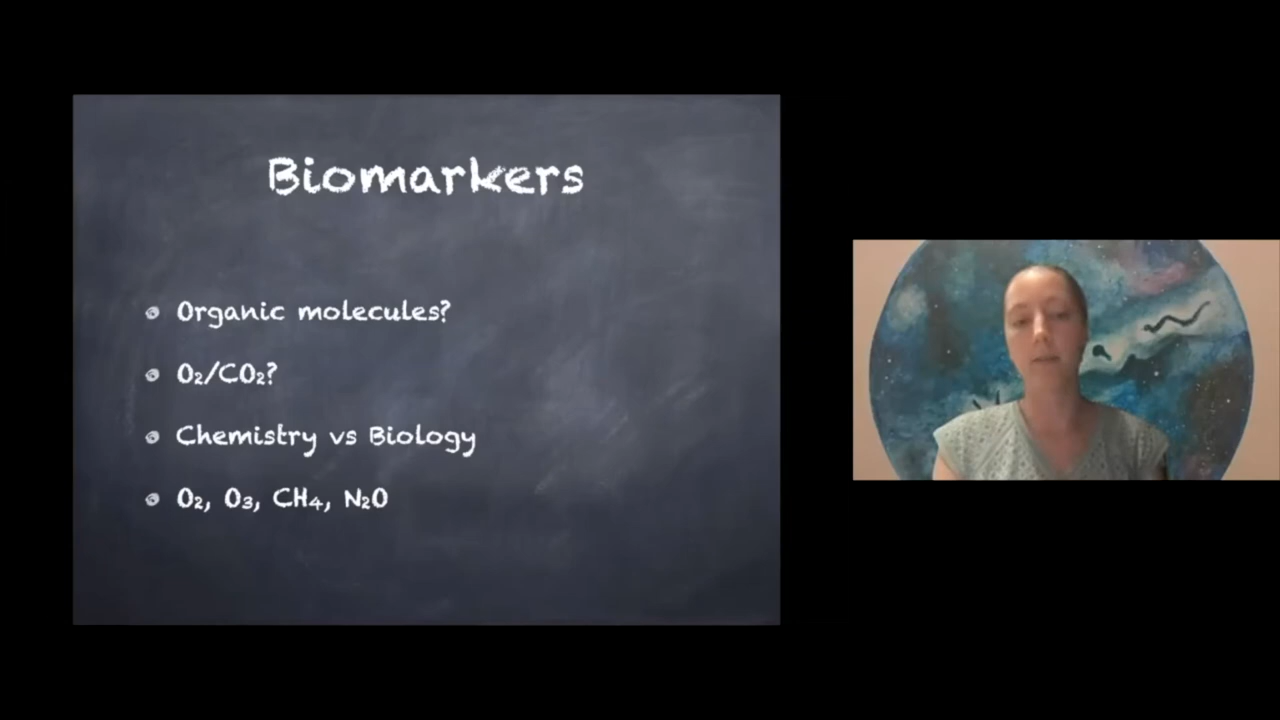 Biomarkers
Organic molecules?
O₂/CO₂?
Chemistry vs Biology
O₂, O₃, CH₄, N₂O